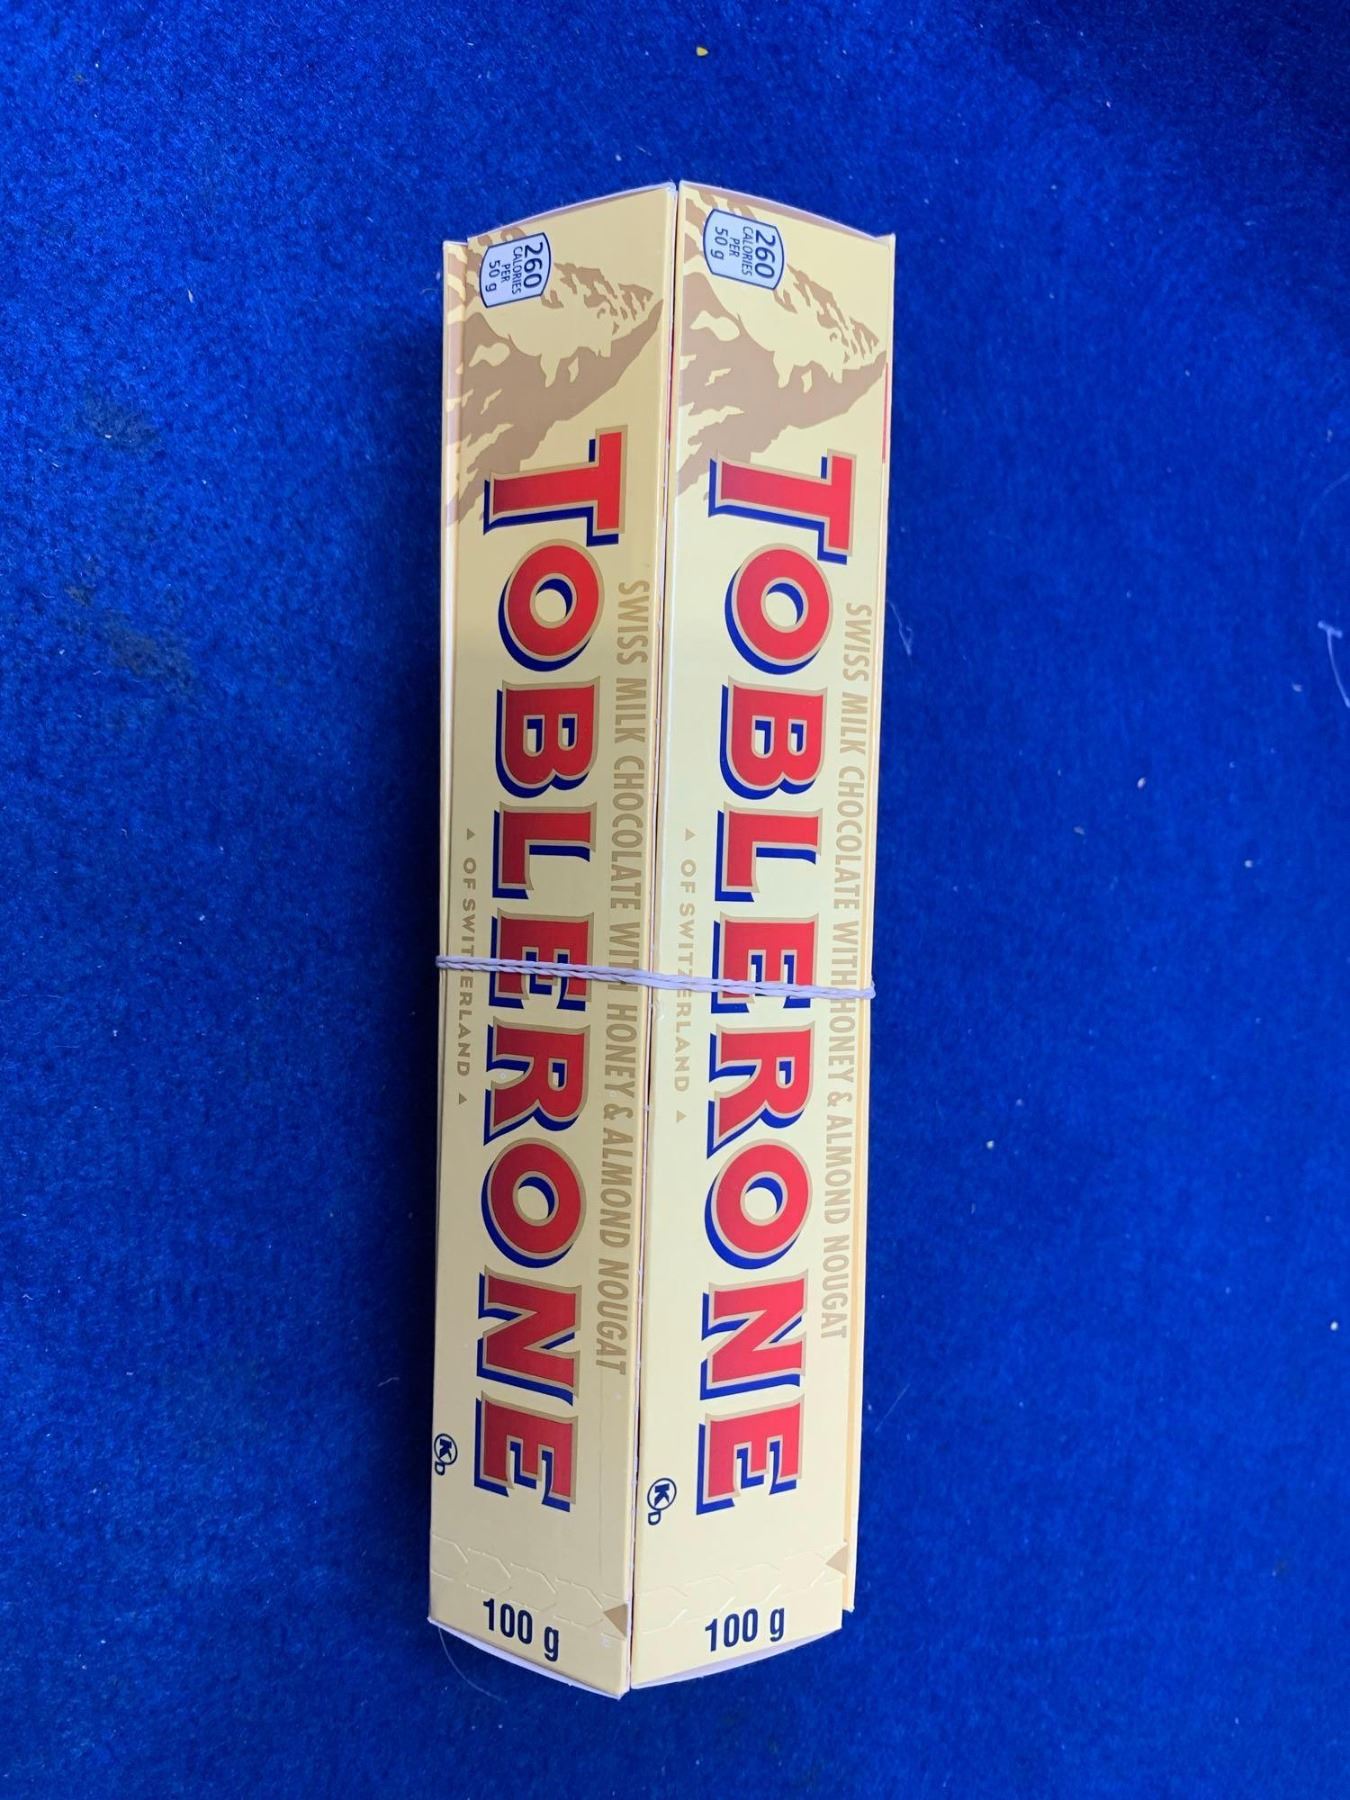 260
CALORIES
PER
50 g
TOBLERONE
SWISS MILK CHOCOLATE WITH HONEY & ALMOND NOUGAT
▲ OF SWITZERLAND ▲
K D
100 g
260
CALORIES
PER
50 g
SWISS MILK CHOCOLATE WITH HONEY & ALMOND NOUGAT
TOBLERONE
▲ OF SWITZERLAND ▲
K D
100 g